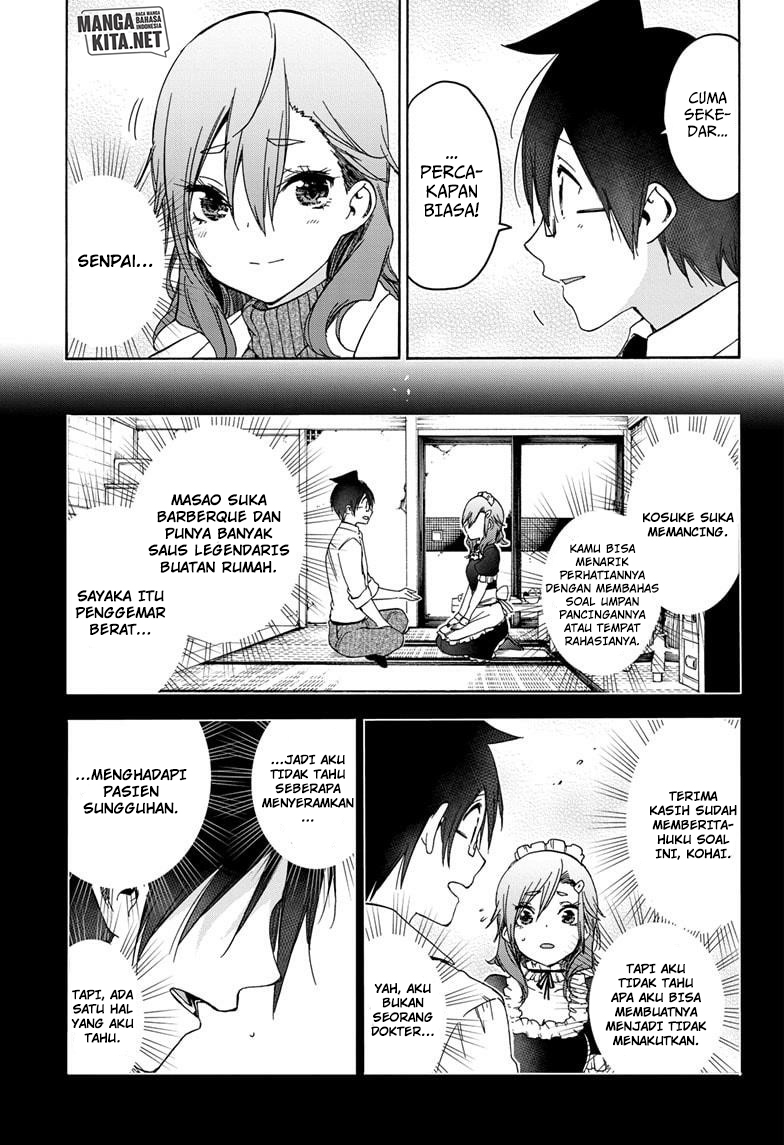 MANGA
KITA.NET
BACA MANGA
BAHASA
INDONESIA
CUMA
SEKE-
DAR...
...
PERCA-
KAPAN
BIASA!
SENPAI...
KOSUKE SUKA
MEMANCING.
KAMU BISA
MENARIK
PERHATIANNYA
DENGAN MEMBAHAS
SOAL UMPAN
PANCINGANNYA
ATAU TEMPAT
RAHASIANYA.
MASAO SUKA
BARBERQUE DAN
PUNYA BANYAK
SAUS LEGENDARIS
BUATAN RUMAH.
SAYAKA ITU
PENGGEMAR
BERAT...
TERIMA
KASIH SUDAH
MEMBERITA-
HUKU SOAL
INI, KOHAI.
TAPI AKU
TIDAK TAHU
APA AKU BISA
MEMBUATNYA
MENJADI TIDAK
MENAKUTKAN.
YAH, AKU
BUKAN
SEORANG
DOKTER...
...JADI AKU
TIDAK TAHU
SEBERAPA
MENYERAMKAN
...
...MENGHADAPI
PASIEN
SUNGGUHAN.
TAPI, ADA
SATU HAL
YANG AKU
TAHU.